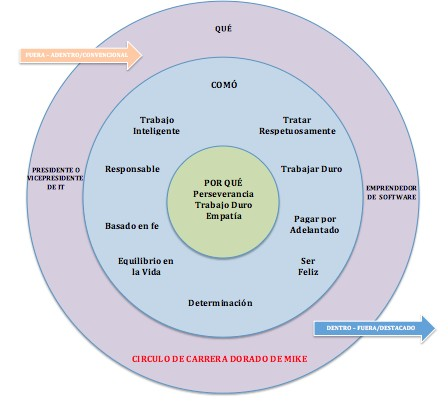 QUÉ
FUERA – ADENTRO/CONVENCIONAL
COMÓ
Trabajo
Inteligente
Tratar
Respetuosamente
Responsable
Trabajar Duro
PRESIDENTE O
VICEPRESIDENTE
DE IT
POR QUÉ
Perseverancia
Trabajo Duro
Empatía
EMPRENDEDOR
DE SOFTWARE
Basado en fe
Pagar por
Adelantado
Equilibrio en
la Vida
Ser
Feliz
Determinación
DENTRO – FUERA/DESTACADO
CIRCULO DE CARRERA DORADO DE MIKE